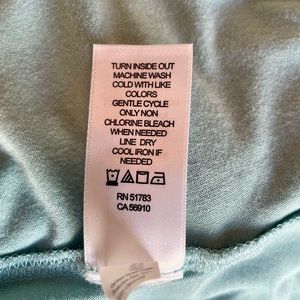 TURN INSIDE OUT
MACHINE WASH
COLD WITH LIKE
COLORS
GENTLE CYCLE
ONLY NON
CHLORINE BLEACH
WHEN NEEDED
LINE DRY
COOL IRON IF
NEEDED
RN 51783
CA 56910